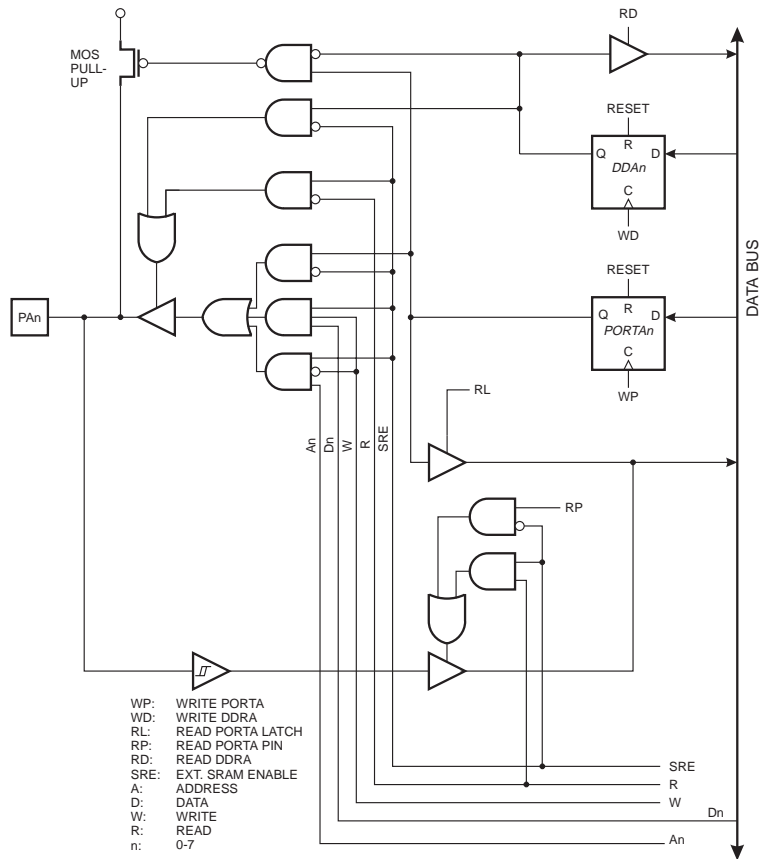 RD
MOS
PULL-
UP
RESET
R
Q
D
DDAn
C
WD
RESET
R
Q
D
PORTAn
C
WP
DATA BUS
PAn
RL
An
Dn
W
R
SRE
RP
WP: WRITE PORTA
WD: WRITE DDRA
RL: READ PORTA LATCH
RP: READ PORTA PIN
RD: READ DDRA
SRE: EXT. SRAM ENABLE
A: ADDRESS
D: DATA
W: WRITE
R: READ
n: 0-7
SRE
R
W
Dn
An